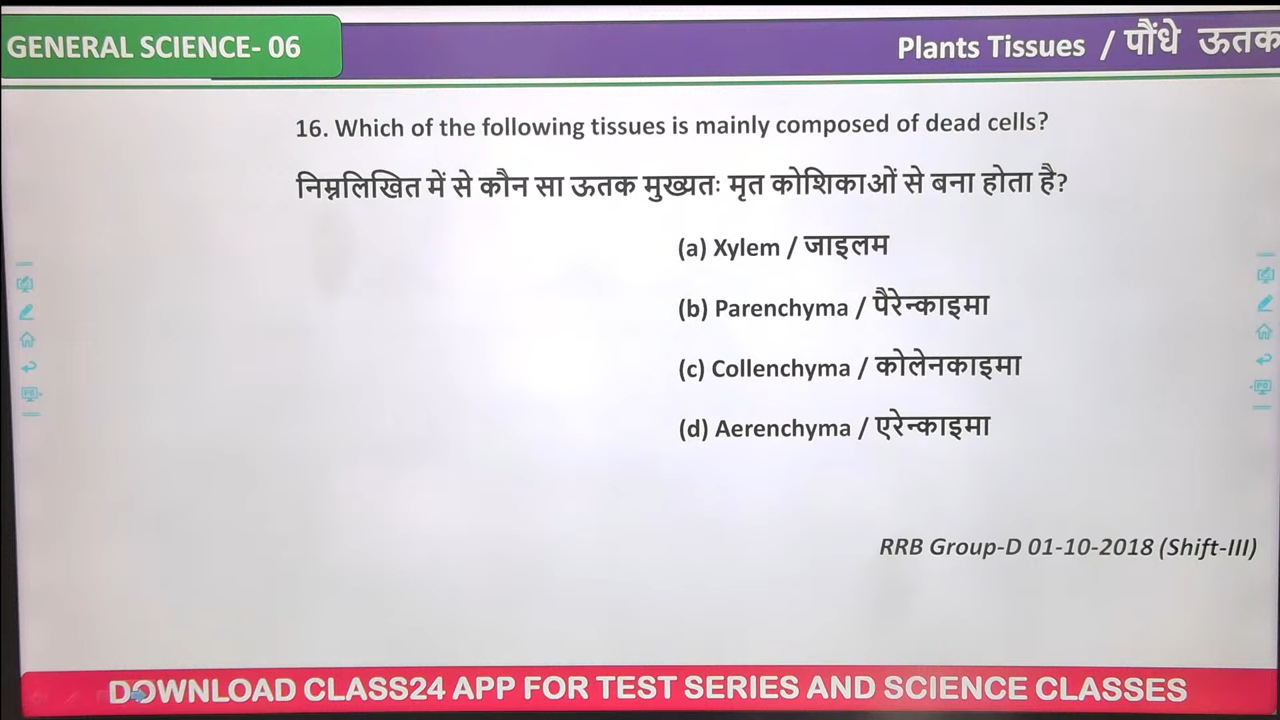 GENERAL SCIENCE- 06
Plants Tissues / पौंधे ऊतक
16. Which of the following tissues is mainly composed of dead cells?
निम्नलिखित में से कौन सा ऊतक मुख्यतः मृत कोशिकाओं से बना होता है?
(a) Xylem / जाइलम
(b) Parenchyma / पैरेन्काइमा
(c) Collenchyma / कोलेनकाइमा
(d) Aerenchyma / एरेन्काइमा
RRB Group-D 01-10-2018 (Shift-III)
DOWNLOAD CLASS24 APP FOR TEST SERIES AND SCIENCE CLASSES